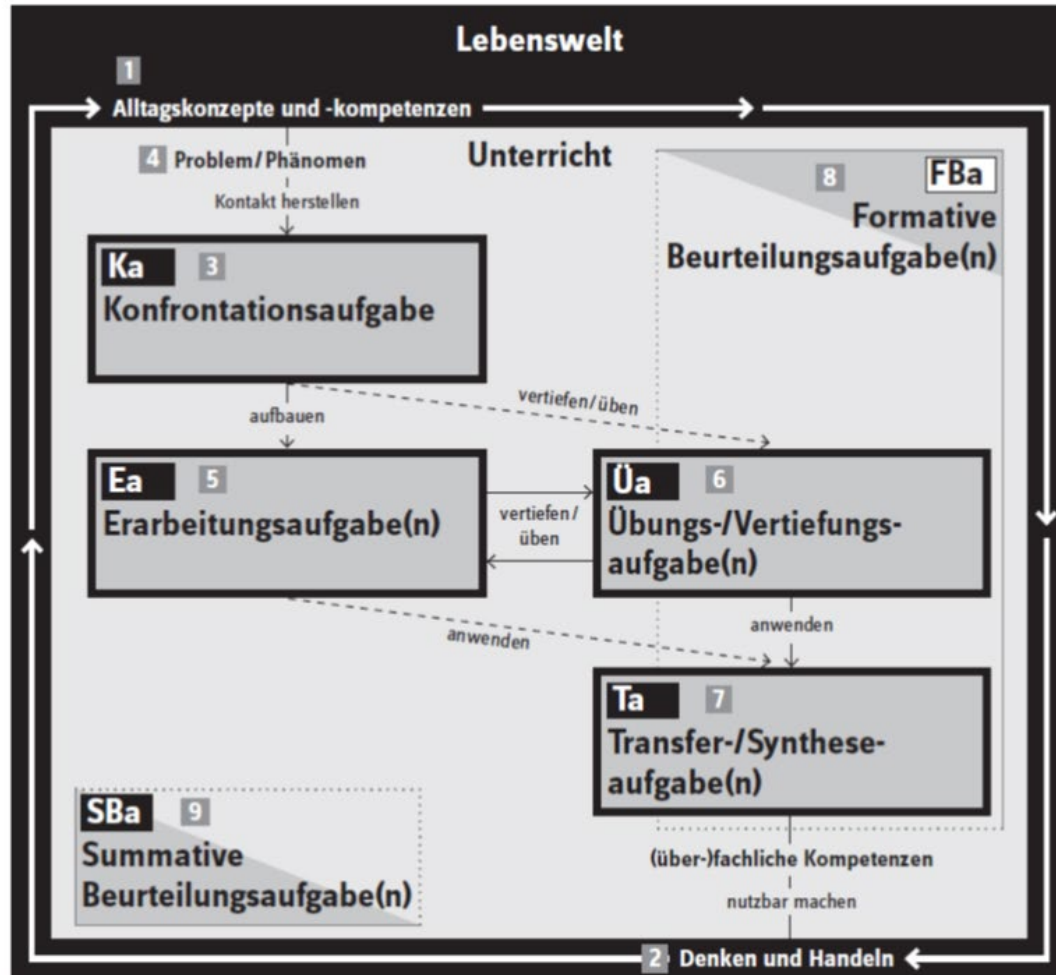 Lebenswelt
1
Alltagskonzepte und -kompetenzen
4 Problem/Phänomen
Kontakt herstellen
Unterricht
8 FBa
Formative
Beurteilungsaufgabe(n)
Ka 3
Konfrontationsaufgabe
aufbauen
vertiefen/üben
Ea 5
Erarbeitungsaufgabe(n)
vertiefen/
üben
Üa 6
Übungs-/Vertiefungs-
aufgabe(n)
anwenden
anwenden
Ta 7
Transfer-/Synthese-
aufgabe(n)
SBa 9
Summative
Beurteilungsaufgabe(n)
(über-)fachliche Kompetenzen
nutzbar machen
2 Denken und Handeln